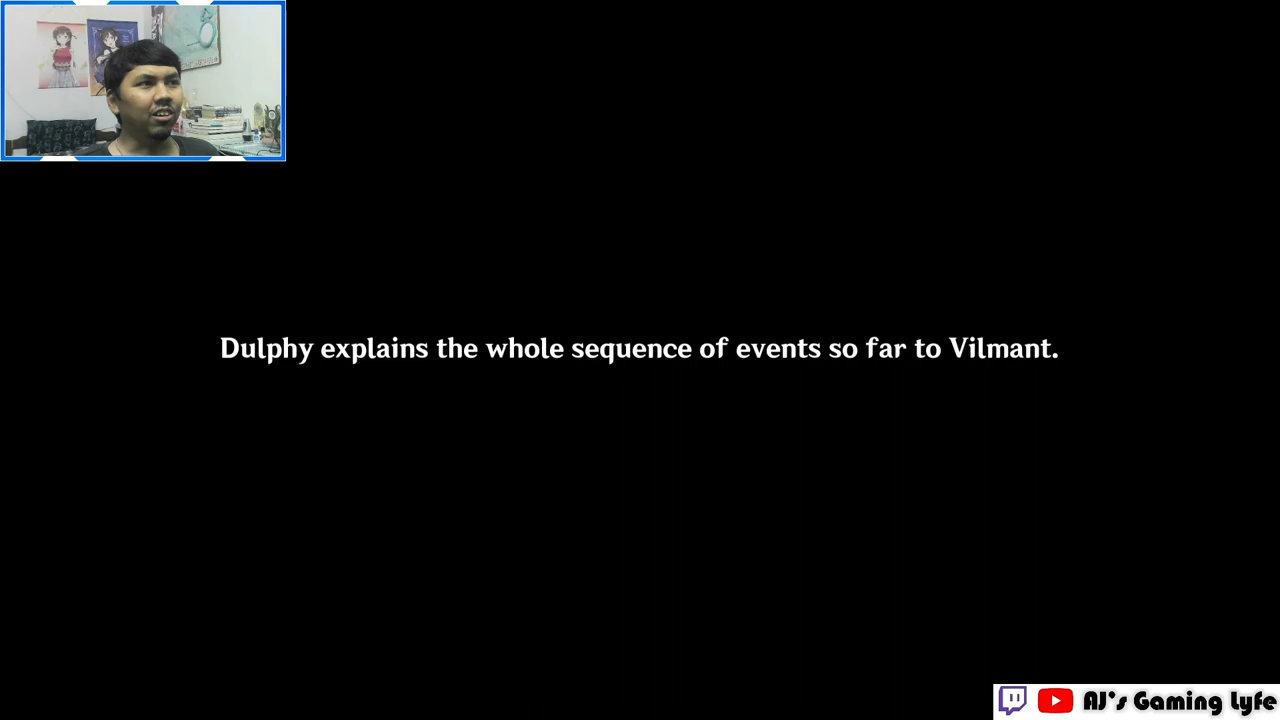 Dulphy explains the whole sequence of events so far to Vilmant.
AJ's Gaming Lyfe